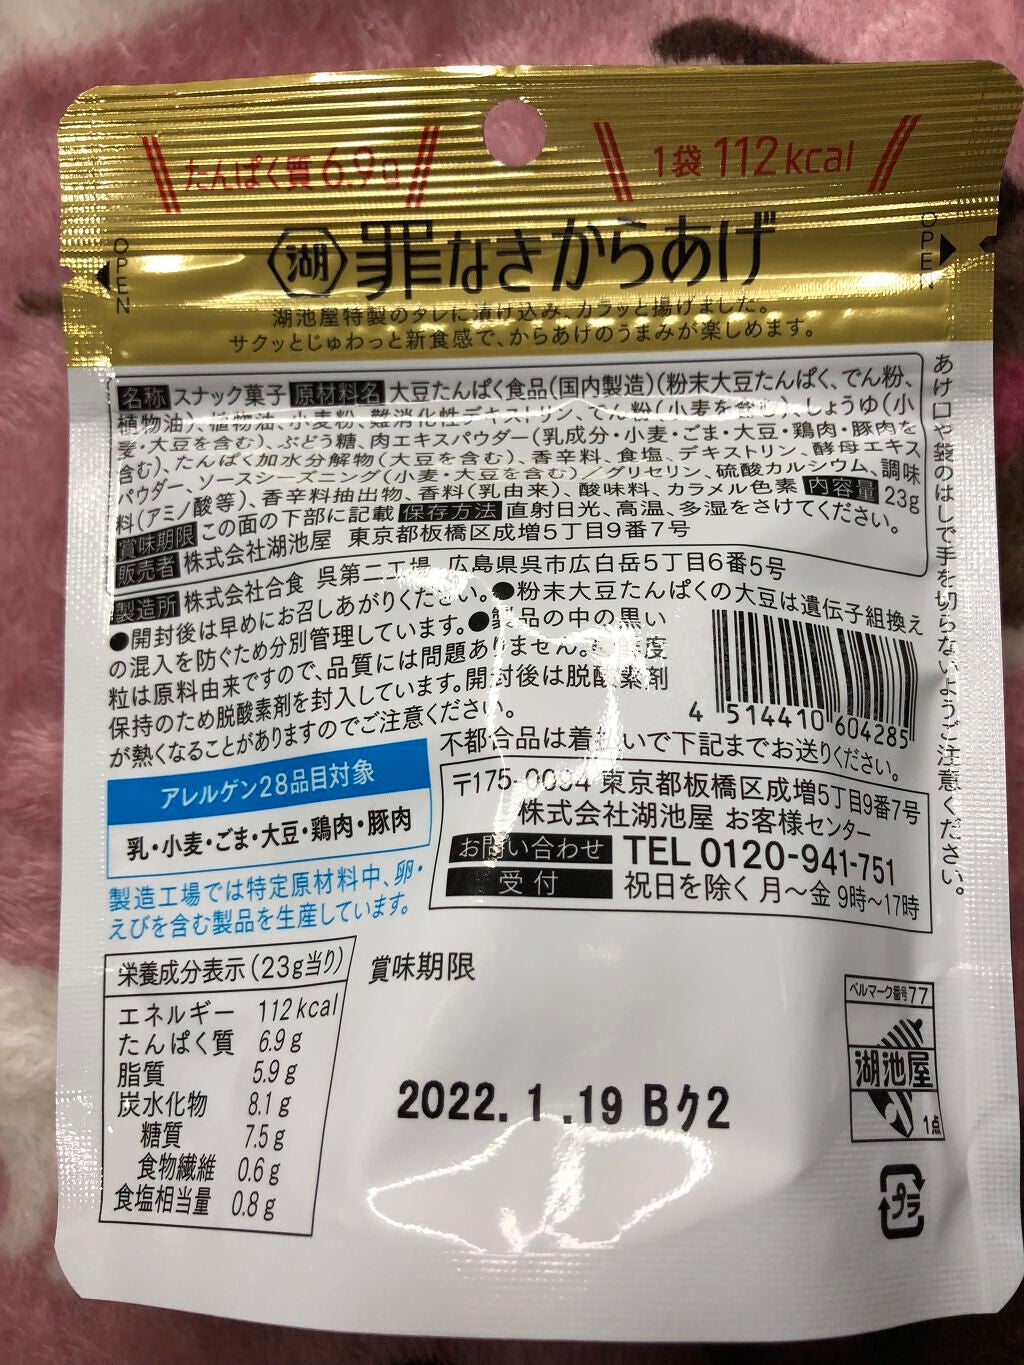 たんぱく質6.9g
1袋112kcal
OPEN
OPEN
湖 罪なきからあげ
湖池屋特製のタレに漬け込み、カラッと揚げました。
サクッとじゅわっと新食感で、からあげのうまみが楽しめます。
名称 スナック菓子 原材料名 大豆たんぱく食品(国内製造)(粉末大豆たんぱく、でん粉、
植物油)、植物油、小麦粉、難消化性デキストリン、でん粉(小麦を含む)、しょうゆ(小
麦・大豆を含む)、ぶどう糖、肉エキスパウダー(乳成分・小麦・ごま・大豆・鶏肉・豚肉を
含む)、たんぱく加水分解物(大豆を含む)、香辛料、食塩、デキストリン、酵母エキス
パウダー、ソースシーズニング(小麦・大豆を含む)／グリセリン、硫酸カルシウム、調味
料(アミノ酸等)、香辛料抽出物、香料(乳由来)、酸味料、カラメル色素 内容量 23g
賞味期限 この面の下部に記載 保存方法 直射日光、高温、多湿をさけてください。
販売者 株式会社湖池屋 東京都板橋区成増5丁目9番7号
製造所 株式会社合食 呉第二工場 広島県呉市広白岳5丁目6番5号
●開封後は早めにお召しあがりください。●粉末大豆たんぱくの大豆は遺伝子組換え
の混入を防ぐため分別管理しています。●製品の中の黒い
粒は原料由来ですので、品質には問題ありません。●鮮度
保持のため脱酸素剤を封入しています。開封後は脱酸素剤
が熱くなることがありますのでご注意ください。
4 514410 604285
あけ口や袋のはしで手を切らないようご注意ください。
不都合品は着払いで下記までお送りください。
〒175-0094 東京都板橋区成増5丁目9番7号
株式会社湖池屋 お客様センター
お問い合わせ TEL 0120-941-751
受付 祝日を除く 月～金 9時～17時
アレルゲン28品目対象
乳・小麦・ごま・大豆・鶏肉・豚肉
製造工場では特定原材料中、卵・
えびを含む製品を生産しています。
栄養成分表示(23g当り)
エネルギー 112kcal
たんぱく質 6.9g
脂質 5.9g
炭水化物 8.1g
糖質 7.5g
食物繊維 0.6g
食塩相当量 0.8g
賞味期限
2022.1.19 Bク2
ベルマーク番号77
湖池屋
1点
プラ